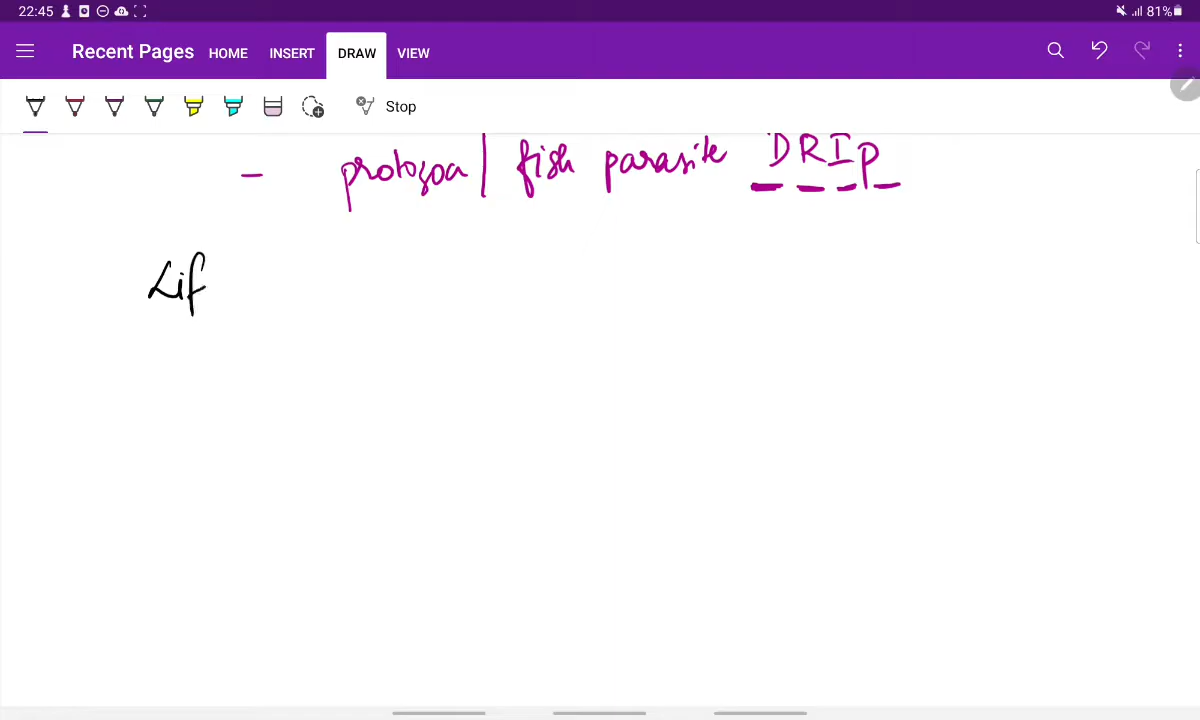 22:45 81%
Recent Pages HOME INSERT DRAW VIEW
Stop
- protozoa | fish parasite DRIP
Lif